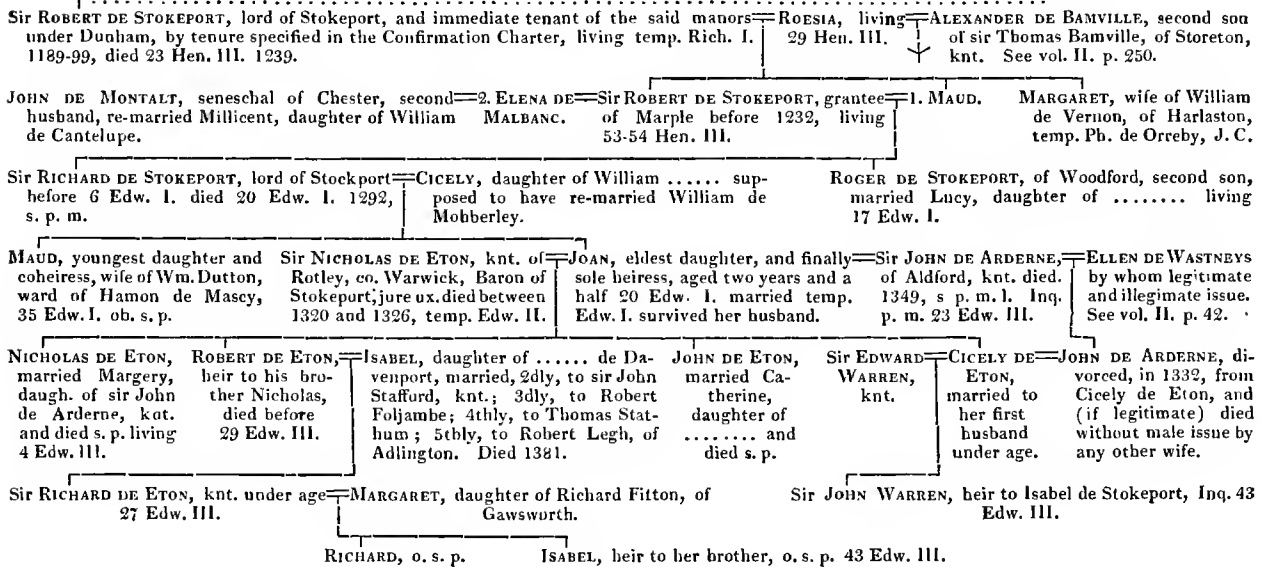 Sir ROBERT DE STOKEPORT, lord of Stokeport, and immediate tenant of the said manors
under Dunham, by tenure specified in the Confirmation Charter, living temp. Rich. I.
1189-99, died 23 Hen. III. 1239.
ROESIA, living
29 Hen. III.
ALEXANDER DE BAMVILLE, second son
of sir Thomas Bamville, of Storeton,
knt. See vol. II. p. 250.
JOHN DE MONTALT, seneschal of Chester, second
husband, re-married Millicent, daughter of William
de Cantelupe.
2. ELENA DE
MALBANC.
Sir ROBERT DE STOKEPORT, grantee
of Marple before 1232, living
53-54 Hen. III.
1. MAUD.
MARGARET, wife of William
de Vernon, of Harlaston,
temp. Ph. de Orreby, J. C.
Sir RICHARD DE STOKEPORT, lord of Stockport
before 6 Edw. I. died 20 Edw. I. 1292,
s. p. m.
CICELY, daughter of William ...... sup-
posed to have re-married William de
Mobberley.
ROGER DE STOKEPORT, of Woodford, second son,
married Lucy, daughter of ........ living
17 Edw. I.
MAUD, youngest daughter and
coheiress, wife of Wm. Dutton,
ward of Hamon de Mascy,
35 Edw. I. ob. s. p.
Sir NICHOLAS DE ETON, knt. of
Rotley, co. Warwick, Baron of
Stokeport, jure ux. died between
1320 and 1326, temp. Edw. II.
JOAN, eldest daughter, and finally
sole heiress, aged two years and a
half 20 Edw. I. married temp.
Edw. I. survived her husband.
Sir JOHN DE ARDERNE,
of Aldford, knt. died.
1349, s p. m. l. Inq.
p. m. 23 Edw. III.
ELLEN DE WASTNEYS
by whom legitimate
and illegimate issue.
See vol. II. p. 42.
NICHOLAS DE ETON,
married Margery,
daugh. of sir John
de Arderne, knt.
and died s. p. living
4 Edw. III.
ROBERT DE ETON,
heir to his bro-
ther Nicholas,
died before
29 Edw. III.
ISABEL, daughter of ...... de Da-
venport, married, 2dly, to sir John
Stafford, knt.; 3dly, to Robert
Foljambe; 4thly, to Thomas Stat-
hum; 5thly, to Robert Legh, of
Adlington. Died 1381.
JOHN DE ETON,
married Ca-
therine,
daughter of
........ and
died s. p.
Sir EDWARD
WARREN,
knt.
CICELY DE
ETON,
married to
her first
husband
under age.
JOHN DE ARDERNE, di-
vorced, in 1332, from
Cicely de Eton, and
(if legitimate) died
without male issue by
any other wife.
Sir RICHARD DE ETON, knt. under age
27 Edw. III.
MARGARET, daughter of Richard Fitton, of
Gawsworth.
Sir JOHN WARREN, heir to Isabel de Stokeport, Inq. 43
Edw. III.
RICHARD, o. s. p.
ISABEL, heir to her brother, o. s. p. 43 Edw. III.